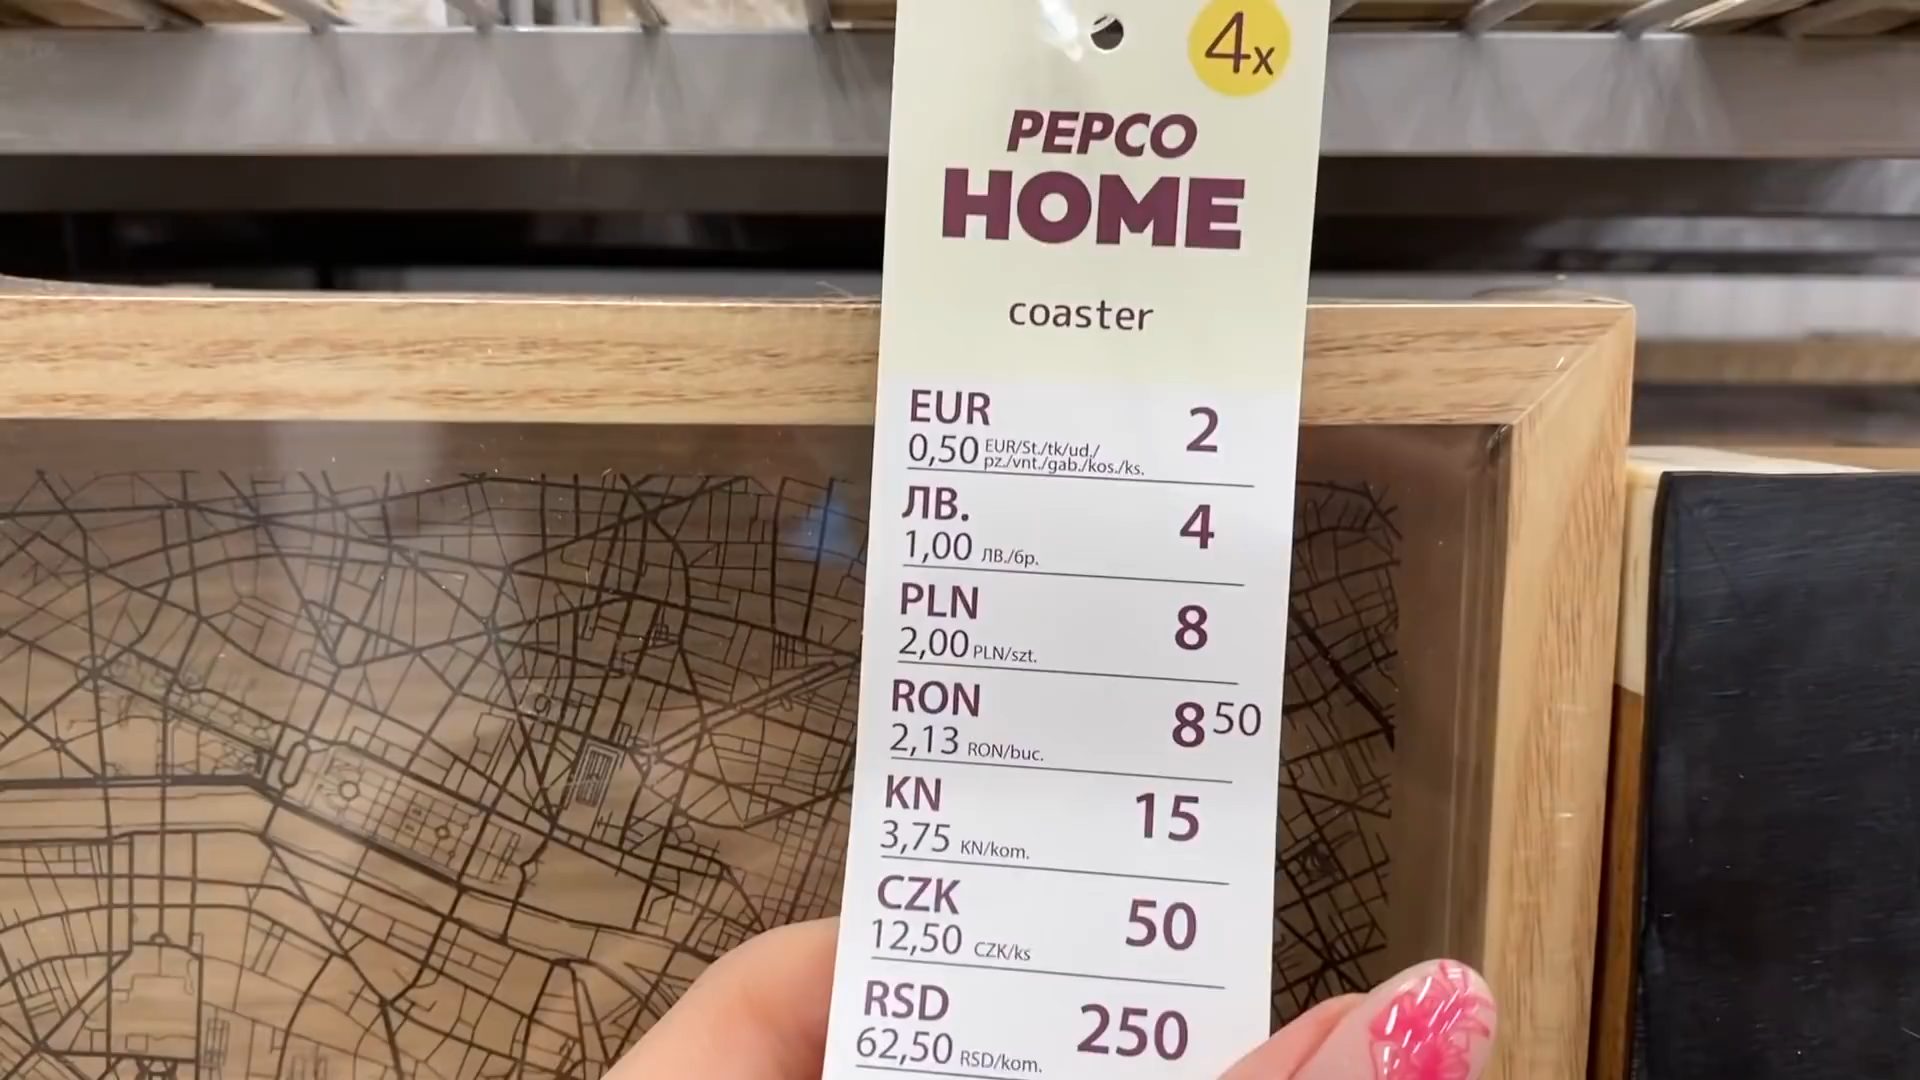 4x
PEPCO
HOME
coaster
EUR 2
0,50 EUR/St./tk/ud./
pz./vnt./gab./kos./ks.
ЛВ. 4
1,00 ЛВ./бр.
PLN 8
2,00 PLN/szt.
RON 8 50
2,13 RON/buc.
KN 15
3,75 KN/kom.
CZK 50
12,50 CZK/ks
RSD 250
62,50 RSD/kom.